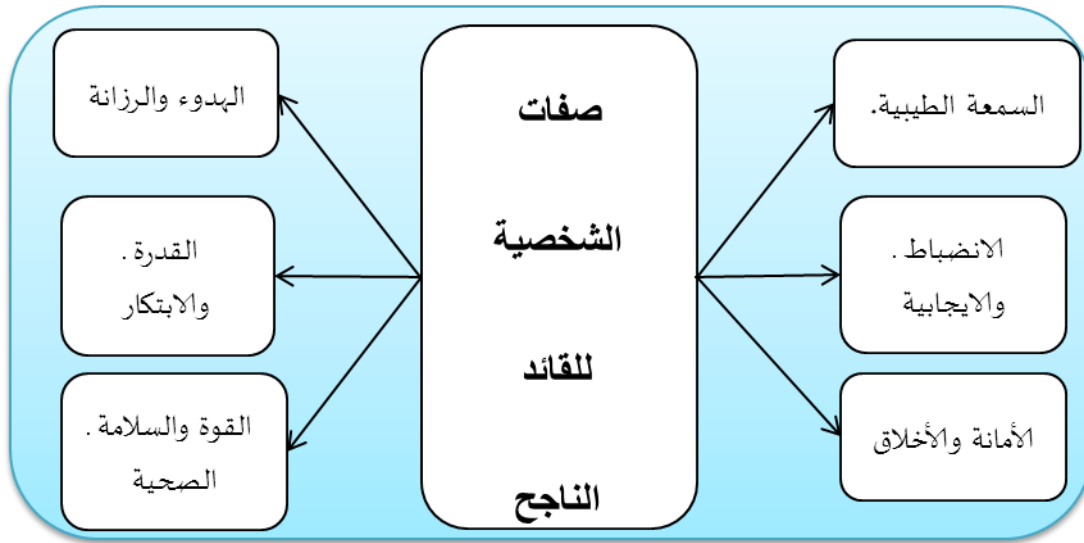 صفات
الشخصية
للقائد
الناجح
السمعة الطيبية.
الانضباط .
والايجابية
الأمانة والأخلاق
الهدوء والرزانة
القدرة .
والابتكار
القوة والسلامة .
الصحية